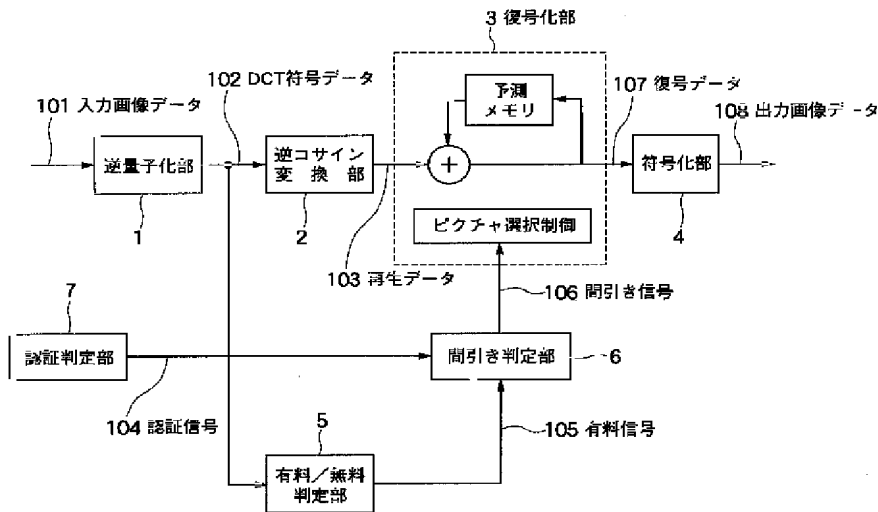 3 復号化部
102 DCT符号データ
107 復号データ
108 出力画像データ
101 入力画像データ
予測
メモリ
逆量子化部
逆コサイン
変換部
+
符号化部
1
2
4
ピクチャ選択制御
103 再生データ
106 間引き信号
7
認証判定部
間引き判定部
6
104 認証信号
5
105 有料信号
有料/無料
判定部